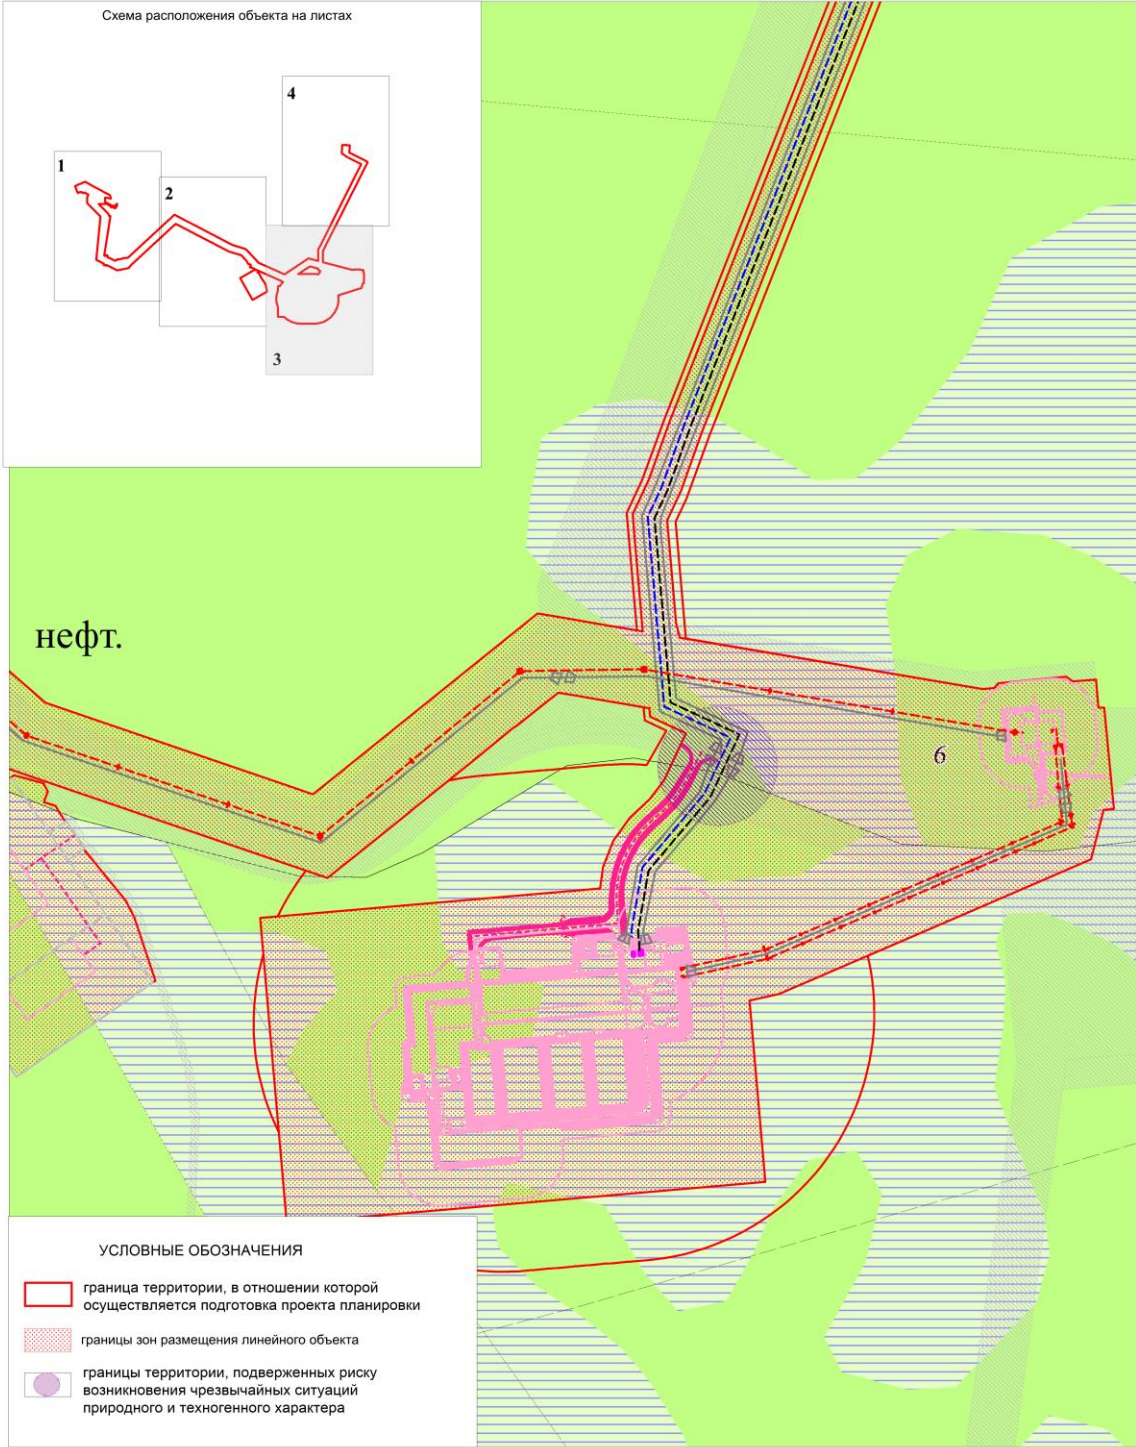 Схема расположения объекта на листах
4
1
2
3
нефт.
6
УСЛОВНЫЕ ОБОЗНАЧЕНИЯ
граница территории, в отношении которой
осуществляется подготовка проекта планировки
границы зон размещения линейного объекта
границы территории, подверженных риску
возникновения чрезвычайных ситуаций
природного и техногенного характера